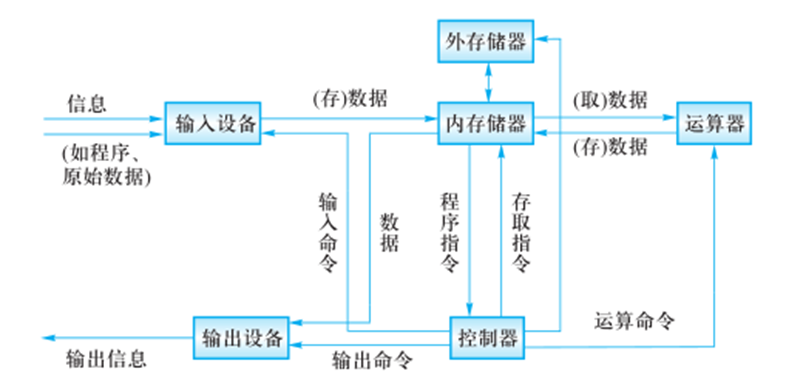 外存储器
信息
(存)数据
(取)数据
输入设备
内存储器
运算器
(如程序、
原始数据)
(存)数据
输入命令
数据
程序指令
存取指令
输出设备
控制器
运算命令
输出信息
输出命令